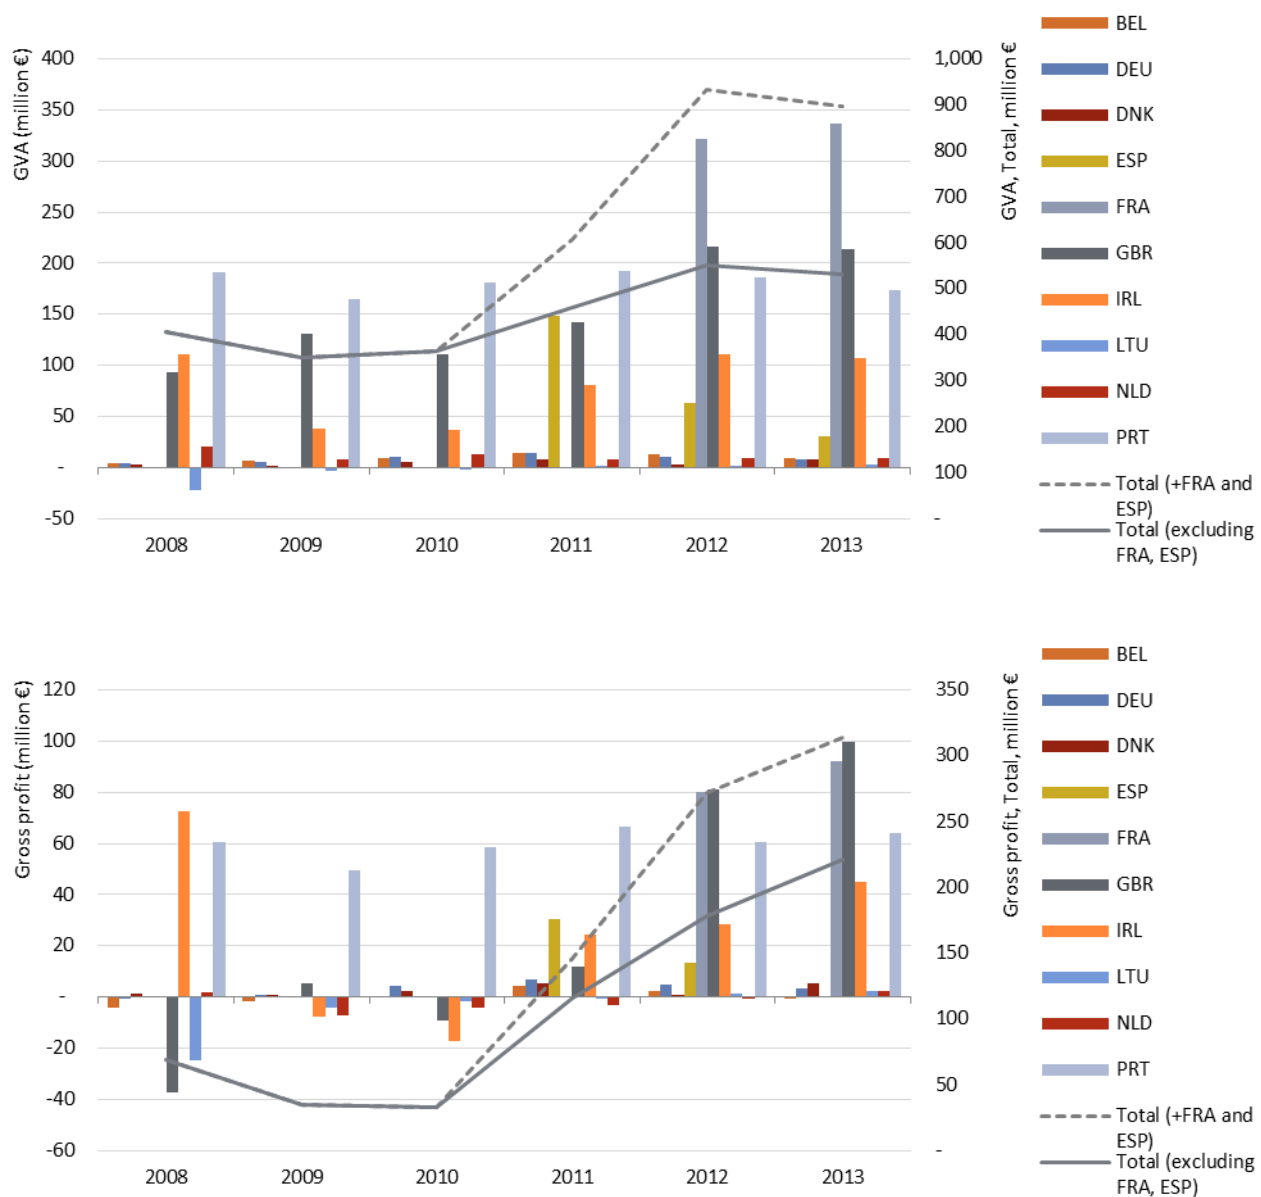 GVA (million €)
400
350
300
250
200
150
100
50
-
-50
2008
2009
2010
2011
2012
2013
1,000
900
800
700
600
500
400
300
200
100
-
GVA, Total, million €
BEL
DEU
DNK
ESP
FRA
GBR
IRL
LTU
NLD
PRT
Total (+FRA and
ESP)
Total (excluding
FRA, ESP)
Gross profit (million €)
120
100
80
60
40
20
-
-20
-40
-60
2008
2009
2010
2011
2012
2013
350
300
250
200
150
100
50
-
Gross profit, Total, million €
BEL
DEU
DNK
ESP
FRA
GBR
IRL
LTU
NLD
PRT
Total (+FRA and
ESP)
Total (excluding
FRA, ESP)